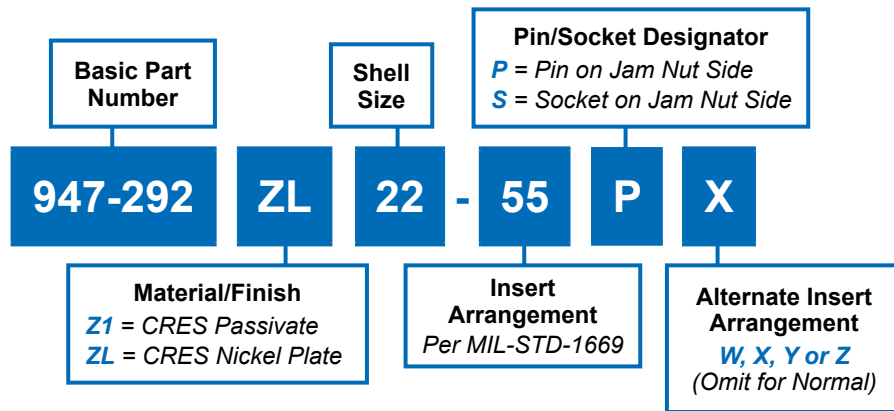 Basic Part
Number
Shell
Size
Pin/Socket Designator
P = Pin on Jam Nut Side
S = Socket on Jam Nut Side
947-292 ZL 22 - 55 P X
Material/Finish
Z1 = CRES Passivate
ZL = CRES Nickel Plate
Insert
Arrangement
Per MIL-STD-1669
Alternate Insert
Arrangement
W, X, Y or Z
(Omit for Normal)